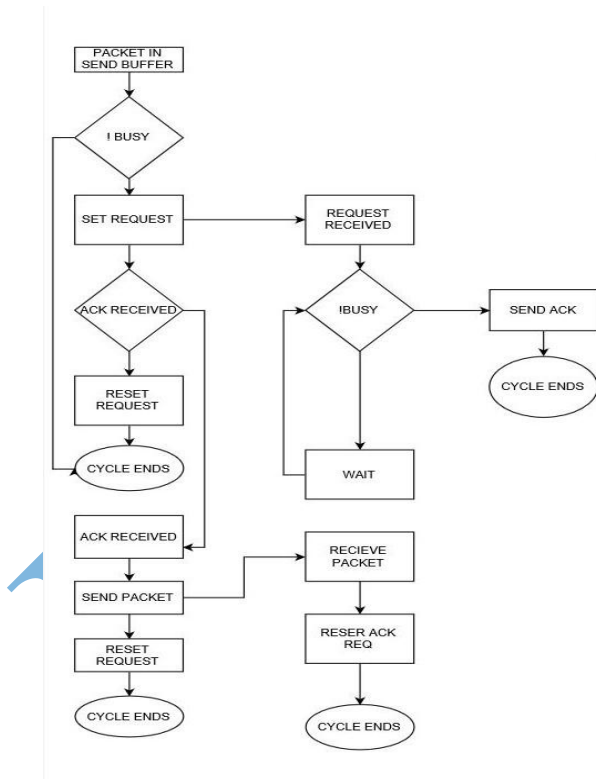 PACKET IN
SEND BUFFER
! BUSY
SET REQUEST
REQUEST
RECEIVED
ACK RECEIVED
!BUSY
SEND ACK
RESET
REQUEST
CYCLE ENDS
CYCLE ENDS
WAIT
ACK RECEIVED
RECIEVE
PACKET
SEND PACKET
RESER ACK
REQ
RESET
REQUEST
CYCLE ENDS
CYCLE ENDS